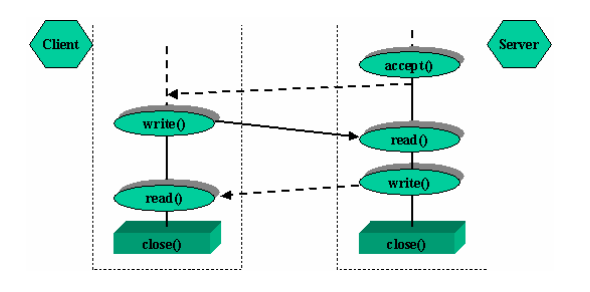 Client
Server
accept()
write()
read()
write()
read()
close()
close()